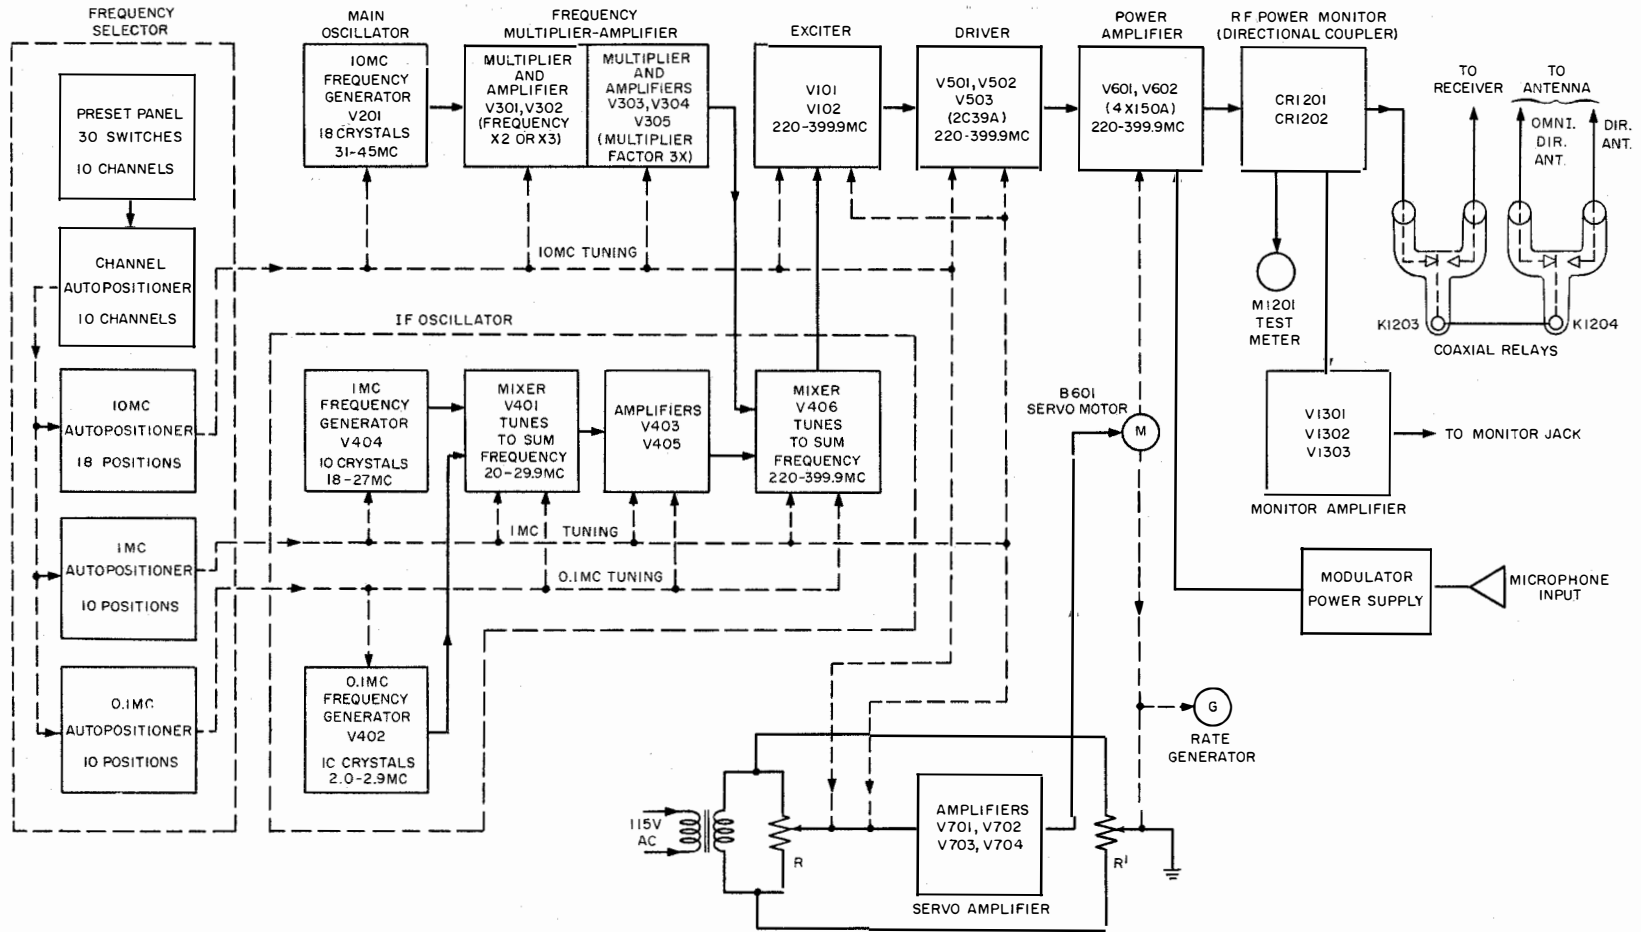 FREQUENCY
SELECTOR
PRESET PANEL
30 SWITCHES
10 CHANNELS
CHANNEL
AUTOPOSITIONER
10 CHANNELS
10MC
AUTOPOSITIONER
18 POSITIONS
1MC
AUTOPOSITIONER
10 POSITIONS
0.1MC
AUTOPOSITIONER
10 POSITIONS
MAIN
OSCILLATOR
10MC
FREQUENCY
GENERATOR
V201
18 CRYSTALS
31-45MC
FREQUENCY
MULTIPLIER-AMPLIFIER
MULTIPLIER
AND
AMPLIFIER
V301, V302
(FREQUENCY
X2 OR X3)
MULTIPLIER
AND
AMPLIFIERS
V303, V304
V305
(MULTIPLIER
FACTOR 3X)
EXCITER
V101
V102
220-399.9MC
DRIVER
V501, V502
V503
(2C39A)
220-399.9MC
POWER
AMPLIFIER
V601, V602
(4X150A)
220-399.9MC
RF POWER MONITOR
(DIRECTIONAL COUPLER)
CR1201
CR1202
TO
RECEIVER
TO
ANTENNA
OMNI.
DIR.
ANT.
DIR.
ANT.
K1203
K1204
COAXIAL RELAYS
M1201
TEST
METER
10MC TUNING
IF OSCILLATOR
1MC
FREQUENCY
GENERATOR
V404
10 CRYSTALS
18-27MC
MIXER
V401
TUNES
TO SUM
FREQUENCY
20-29.9MC
AMPLIFIERS
V403
V405
MIXER
V406
TUNES
TO SUM
FREQUENCY
220-399.9MC
1MC TUNING
0.1MC TUNING
0.1MC
FREQUENCY
GENERATOR
V402
1C CRYSTALS
2.0-2.9MC
B601
SERVO MOTOR
M
V1301
V1302
V1303
TO MONITOR JACK
MONITOR AMPLIFIER
MODULATOR
POWER SUPPLY
MICROPHONE
INPUT
G
RATE
GENERATOR
115V
AC
R
AMPLIFIERS
V701, V702
V703, V704
SERVO AMPLIFIER
R'